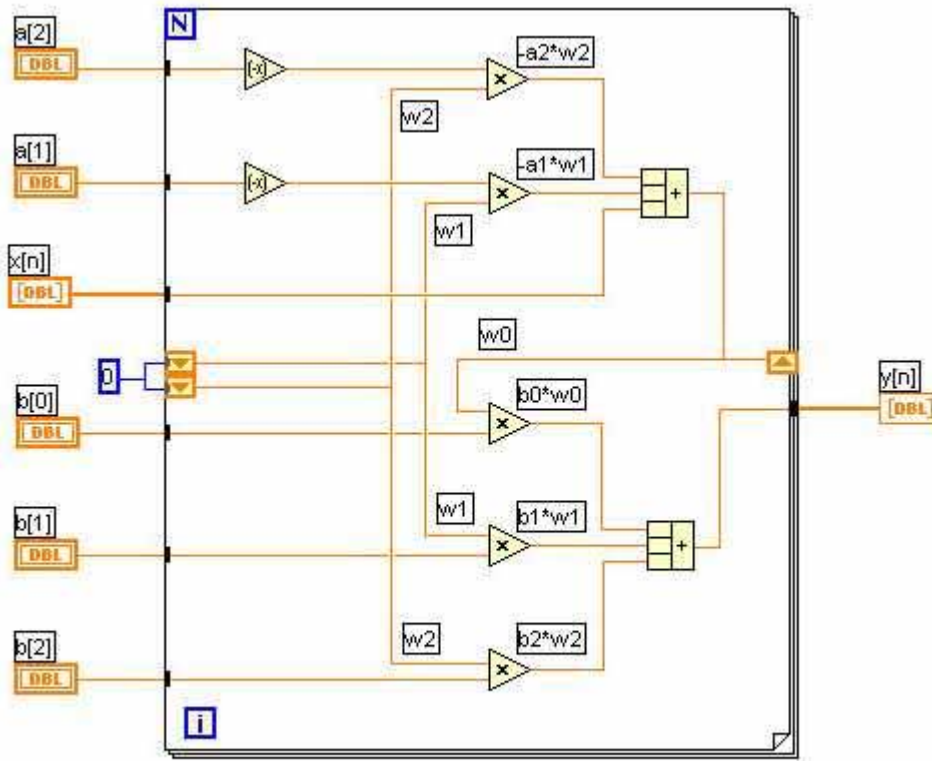 a[2]
DBL
N
(-x)
x
-a2*w2
w2
a[1]
DBL
(-x)
x
-a1*w1
+
w1
x[n]
[DBL]
w0
0
b[0]
DBL
x
b0*w0
y[n]
[DBL]
b[1]
DBL
w1
x
b1*w1
+
b[2]
DBL
w2
x
b2*w2
i